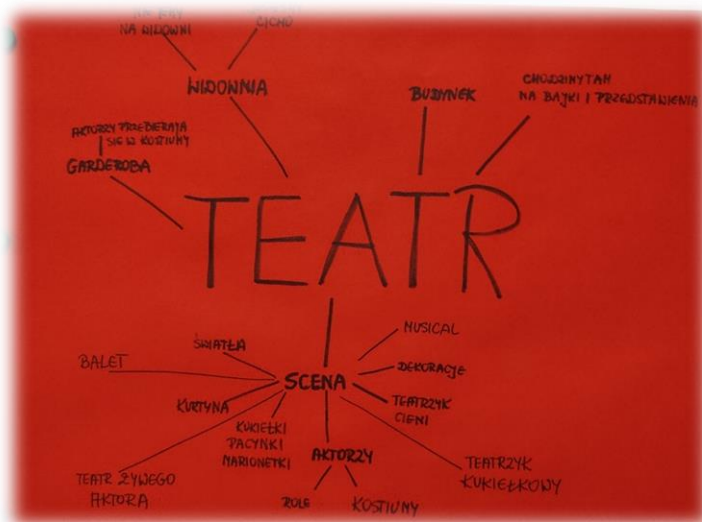 NA WIDOWNI
CICHO
WIDOWNIA
BUDYNEK
CHODZIMY TAM
NA BAJKI I PRZEDSTAWIENIA
AKTORZY PRZEBIERAJĄ
SIĘ W KOSTIUMY
GARDEROBA
TEATR
MUSICAL
ŚWIATŁA
BALET
DEKORACJE
SCENA
KURTYNA
TEATRZYK
CIENI
KUKIEŁKI
PACYNKI
MARIONETKI
AKTORZY
TEATRZYK
KUKIEŁKOWY
TEATR ŻYWEGO
AKTORA
ROLE
KOSTIUMY